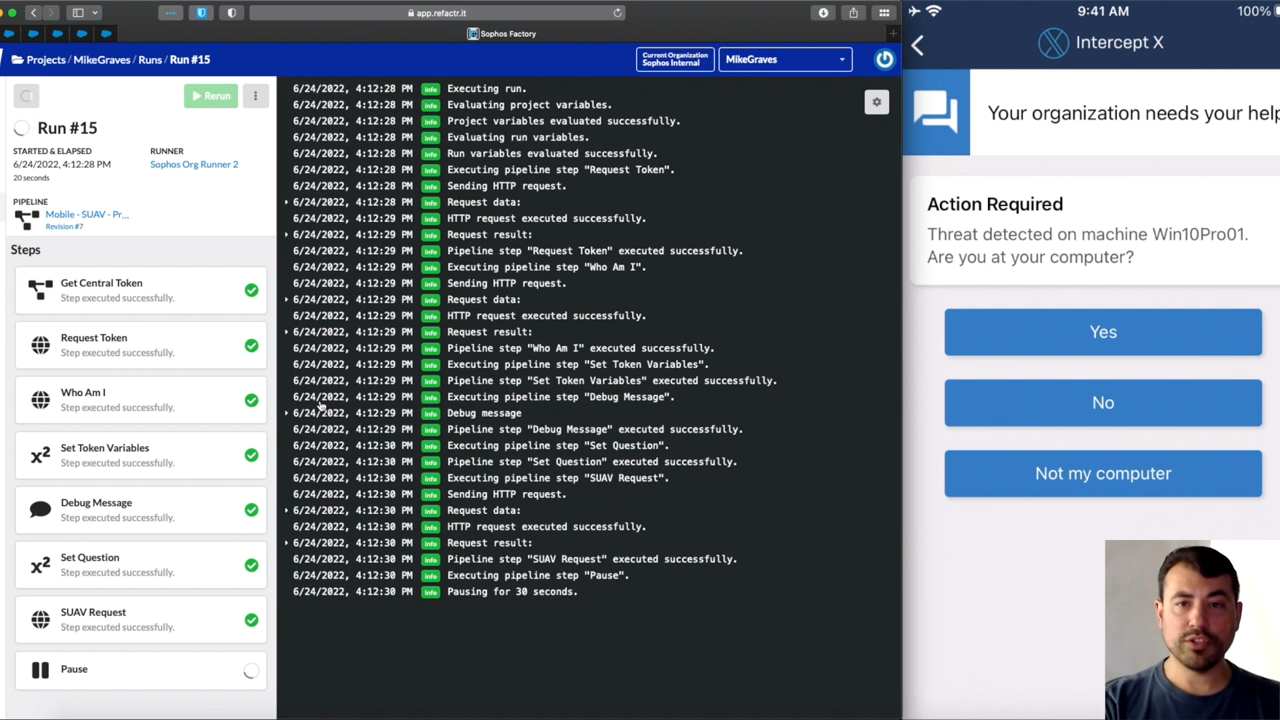 app.refactr.it
Sophos Factory
Projects / MikeGraves / Runs / Run #15
Current Organization
Sophos Internal
MikeGraves
Rerun
Run #15
STARTED & ELAPSED
6/24/2022, 4:12:28 PM
20 seconds
RUNNER
Sophos Org Runner 2
PIPELINE
Mobile - SUAV - Pr...
Revision #7
Steps
Get Central Token
Step executed successfully.
Request Token
Step executed successfully.
Who Am I
Step executed successfully.
Set Token Variables
Step executed successfully.
Debug Message
Step executed successfully.
Set Question
Step executed successfully.
SUAV Request
Step executed successfully.
Pause
6/24/2022, 4:12:28 PM info Executing run.
6/24/2022, 4:12:28 PM info Evaluating project variables.
6/24/2022, 4:12:28 PM info Project variables evaluated successfully.
6/24/2022, 4:12:28 PM info Evaluating run variables.
6/24/2022, 4:12:28 PM info Run variables evaluated successfully.
6/24/2022, 4:12:28 PM info Executing pipeline step "Request Token".
6/24/2022, 4:12:28 PM info Sending HTTP request.
6/24/2022, 4:12:28 PM info Request data:
6/24/2022, 4:12:29 PM info HTTP request executed successfully.
6/24/2022, 4:12:29 PM info Request result:
6/24/2022, 4:12:29 PM info Pipeline step "Request Token" executed successfully.
6/24/2022, 4:12:29 PM info Executing pipeline step "Who Am I".
6/24/2022, 4:12:29 PM info Sending HTTP request.
6/24/2022, 4:12:29 PM info Request data:
6/24/2022, 4:12:29 PM info HTTP request executed successfully.
6/24/2022, 4:12:29 PM info Request result:
6/24/2022, 4:12:29 PM info Pipeline step "Who Am I" executed successfully.
6/24/2022, 4:12:29 PM info Executing pipeline step "Set Token Variables".
6/24/2022, 4:12:29 PM info Pipeline step "Set Token Variables" executed successfully.
6/24/2022, 4:12:29 PM info Executing pipeline step "Debug Message".
6/24/2022, 4:12:29 PM info Debug message
6/24/2022, 4:12:29 PM info Pipeline step "Debug Message" executed successfully.
6/24/2022, 4:12:30 PM info Executing pipeline step "Set Question".
6/24/2022, 4:12:30 PM info Pipeline step "Set Question" executed successfully.
6/24/2022, 4:12:30 PM info Executing pipeline step "SUAV Request".
6/24/2022, 4:12:30 PM info Sending HTTP request.
6/24/2022, 4:12:30 PM info Request data:
6/24/2022, 4:12:30 PM info HTTP request executed successfully.
6/24/2022, 4:12:30 PM info Request result:
6/24/2022, 4:12:30 PM info Pipeline step "SUAV Request" executed successfully.
6/24/2022, 4:12:30 PM info Executing pipeline step "Pause".
6/24/2022, 4:12:30 PM info Pausing for 30 seconds.
9:41 AM
100%
Intercept X
Your organization needs your help
Action Required
Threat detected on machine Win10Pro01.
Are you at your computer?
Yes
No
Not my computer